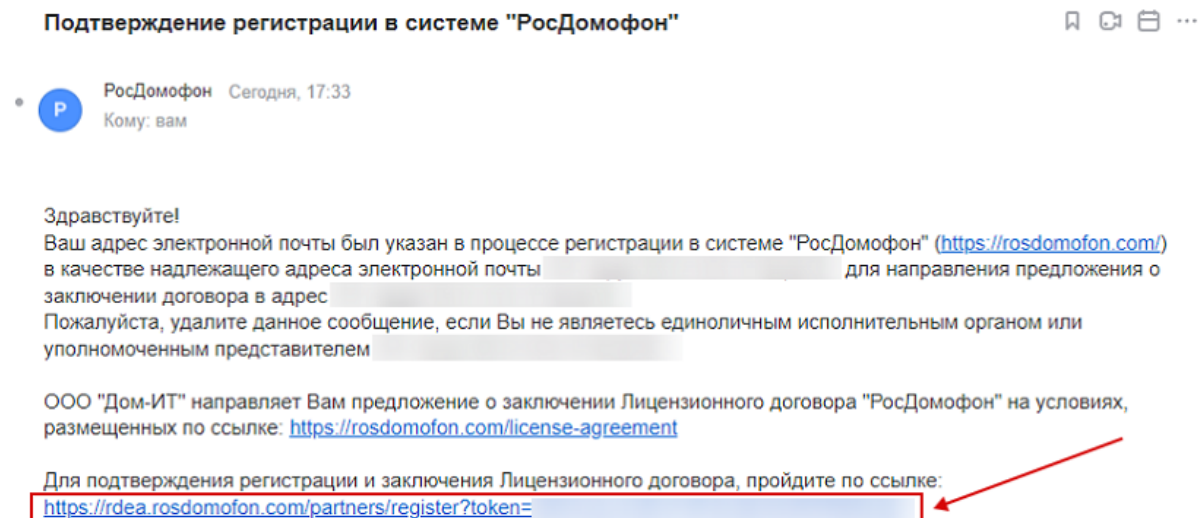 Подтверждение регистрации в системе "РосДомофон"
Р
РосДомофон Сегодня, 17:33
Кому: вам
Здравствуйте!
Ваш адрес электронной почты был указан в процессе регистрации в системе "РосДомофон" (https://rosdomofon.com/)
в качестве надлежащего адреса электронной почты для направления предложения о
заключении договора в адрес
Пожалуйста, удалите данное сообщение, если Вы не являетесь единоличным исполнительным органом или
уполномоченным представителем
ООО "Дом-ИТ" направляет Вам предложение о заключении Лицензионного договора "РосДомофон" на условиях,
размещенных по ссылке: https://rosdomofon.com/license-agreement
Для подтверждения регистрации и заключения Лицензионного договора, пройдите по ссылке:
https://rdea.rosdomofon.com/partners/register?token=